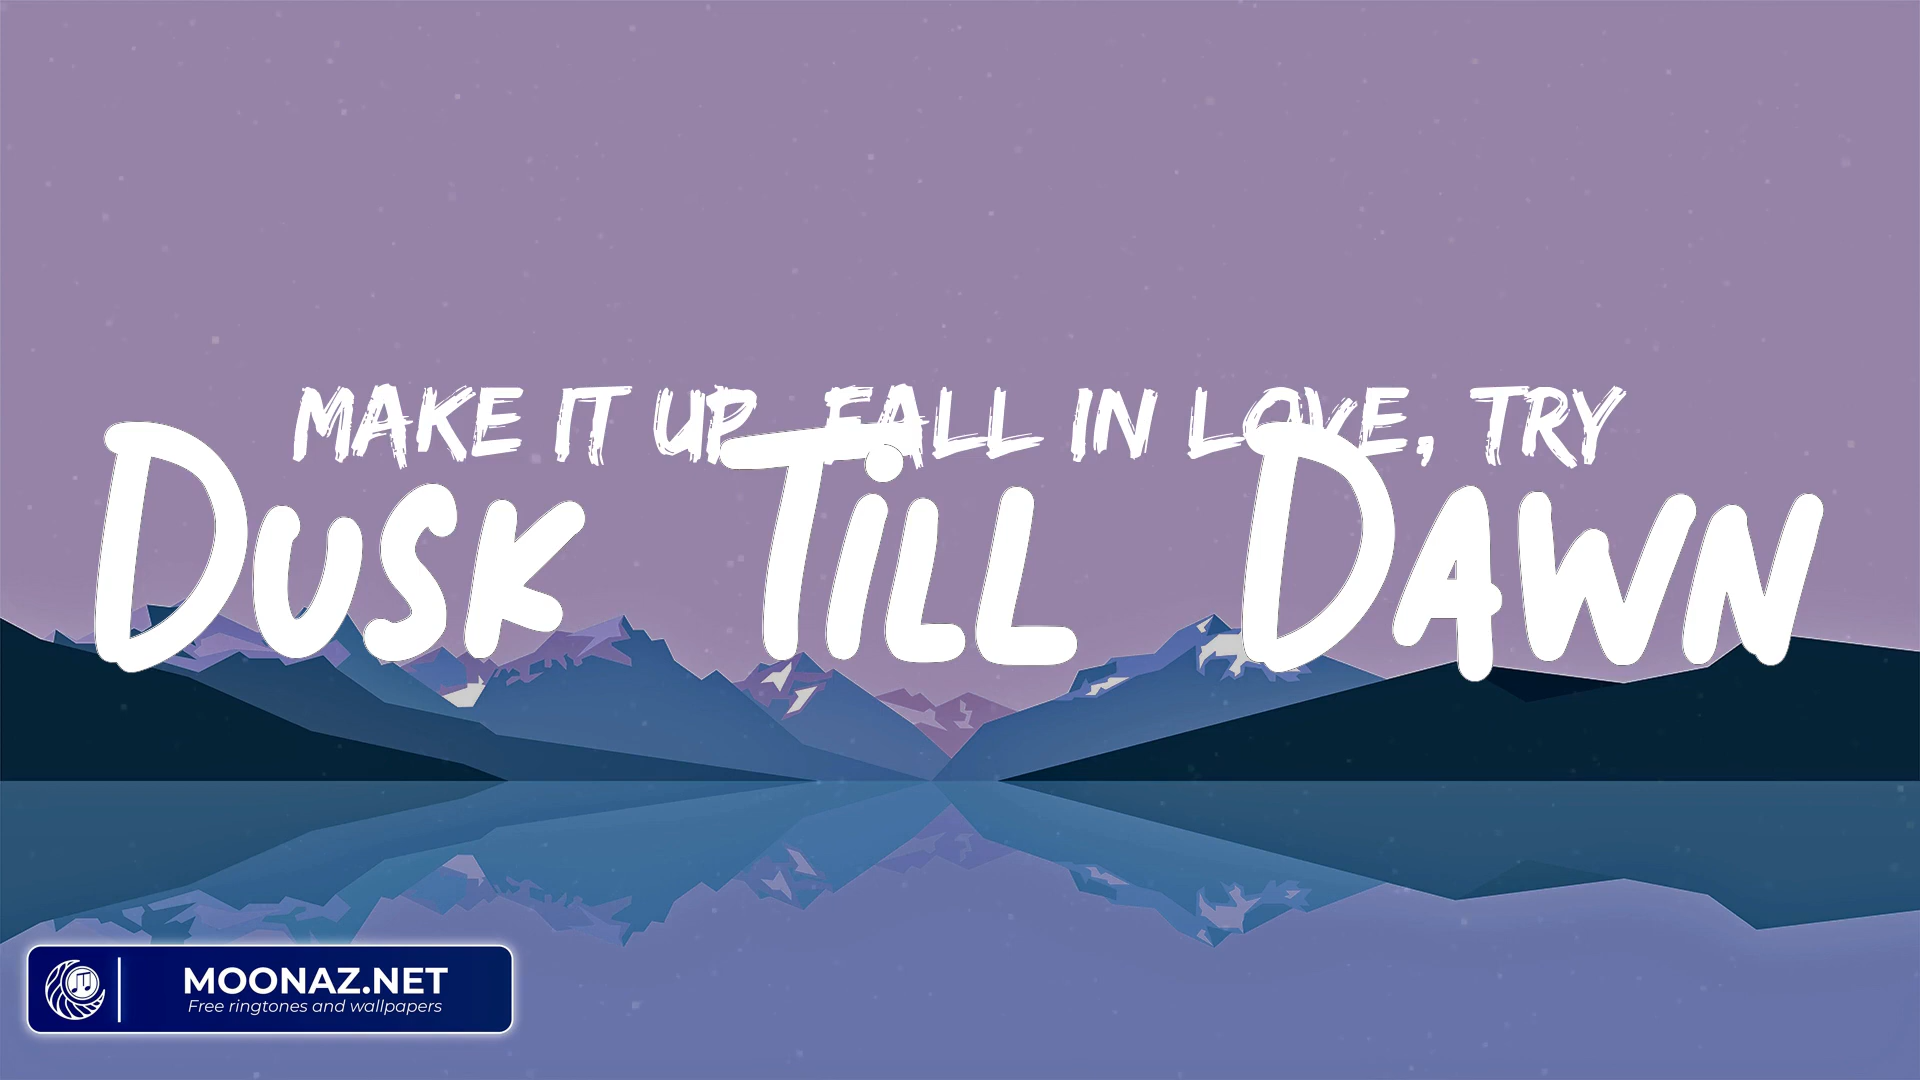 MAKE IT UP, FALL IN LOVE, TRY
Dusk Till Dawn
MOONAZ.NET
Free ringtones and wallpapers